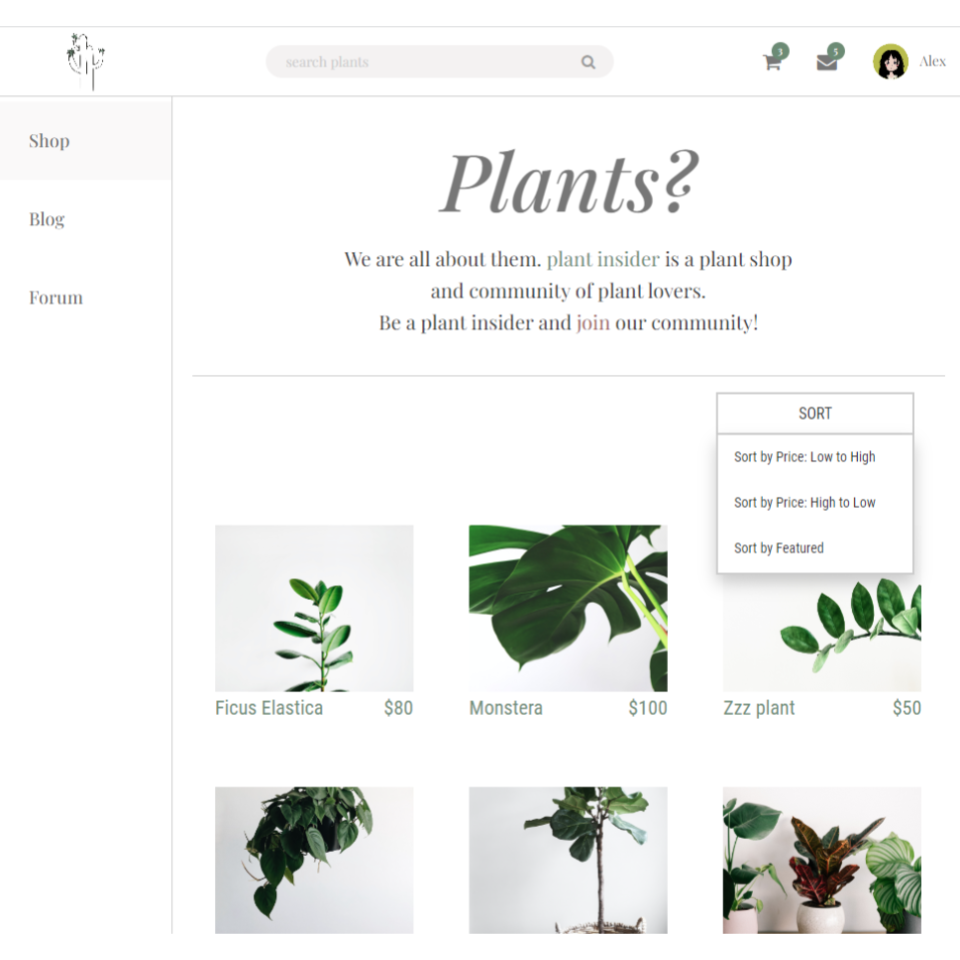 search plants
3
5
Alex
Shop
Blog
Forum
Plants?
We are all about them. plant insider is a plant shop
and community of plant lovers.
Be a plant insider and join our community!
SORT
Sort by Price: Low to High
Sort by Price: High to Low
Sort by Featured
Ficus Elastica $80
Monstera $100
Zzz plant $50